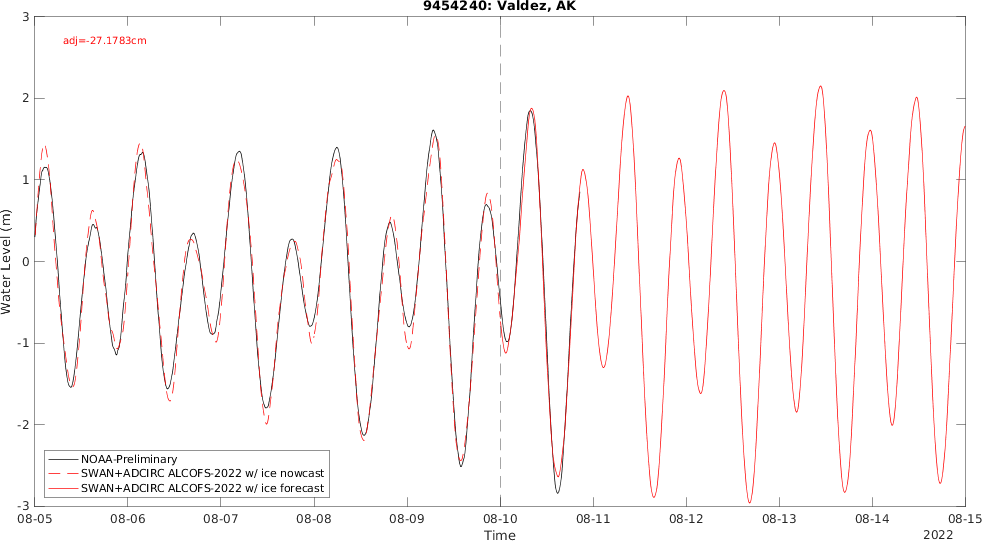 9454240: Valdez, AK
adj=-27.1783cm
3
2
1
0
-1
-2
-3
Water Level (m)
NOAA-Preliminary
SWAN+ADCIRC ALCOFS-2022 w/ ice nowcast
SWAN+ADCIRC ALCOFS-2022 w/ ice forecast
08-05 08-06 08-07 08-08 08-09 08-10 08-11 08-12 08-13 08-14 08-15
Time
2022